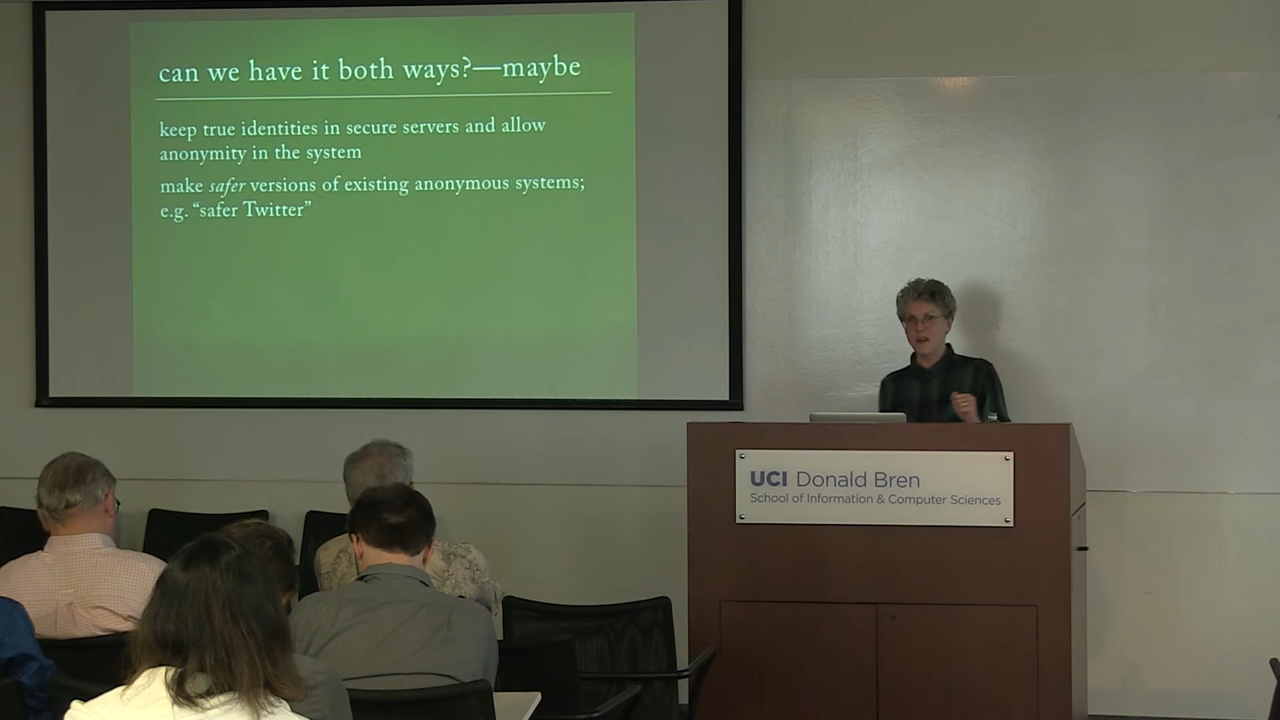 can we have it both ways?—maybe
keep true identities in secure servers and allow
anonymity in the system
make safer versions of existing anonymous systems;
e.g. “safer Twitter”
UCI Donald Bren
School of Information & Computer Sciences